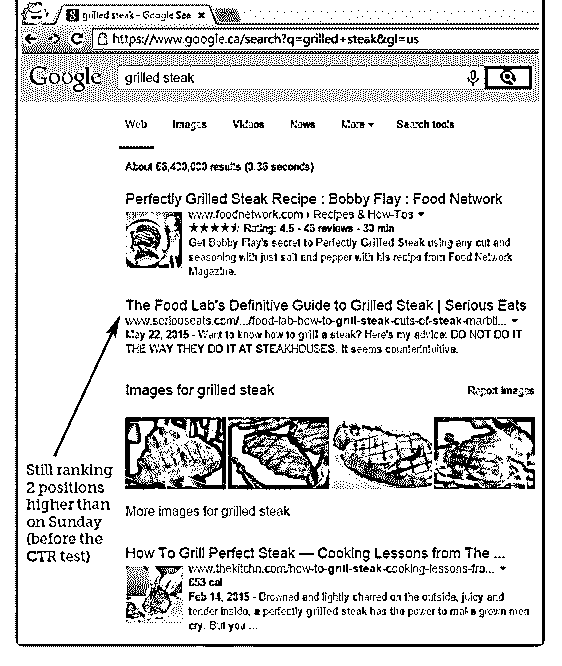 grilled steak - Google Sea
https://www.google.ca/search?q=grilled+steak&gl=us
Google
grilled steak
Web Images Videos News More Search tools
results (0.36 seconds)
Perfectly Grilled Steak Recipe : Bobby Flay : Food Network
www.foodnetwork.com › Recipes & How-Tos
Rating: 4.5 - 45 reviews - 30 min
Get Bobby Flay's secret to Perfectly Grilled Steak using any cut and
seasoning with just salt and pepper with his recipe from Food Network
Magazine.
The Food Lab's Definitive Guide to Grilled Steak | Serious Eats
www.seriouseats.com/.../food-lab-how-to-grill-steak-cuts-of-steak-marbli...
May 22, 2015 - Want to know how to grill a steak? Here's my advice: DO NOT DO IT
THE WAY THEY DO IT AT STEAKHOUSES. It seems counterintuitive.
Images for grilled steak
Report images
Still ranking
2 positions
higher than
on Sunday
(before the
CTR test)
More images for grilled steak
How To Grill Perfect Steak — Cooking Lessons from The ...
www.thekitchn.com/how-to-grill-steak-cooking-lessons-fro...
653 cal
Feb 14, 2015 - Browned and lightly charred on the outside, juicy and
tender inside, a perfectly grilled steak has the power to make grown men
cry. But you ...